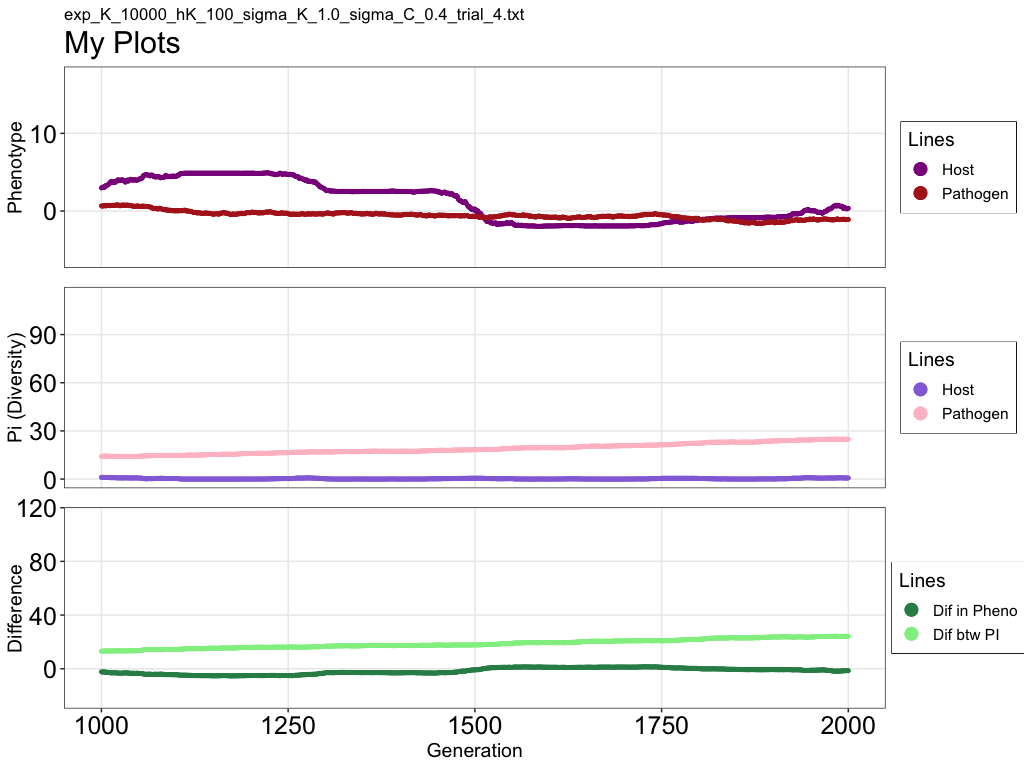 exp_K_10000_hK_100_sigma_K_1.0_sigma_C_0.4_trial_4.txt
My Plots
Phenotype
10
0
Lines
Host
Pathogen
Pi (Diversity)
90
60
30
0
Lines
Host
Pathogen
Difference
120
80
40
0
Lines
Dif in Pheno
Dif btw PI
1000 1250 1500 1750 2000
Generation